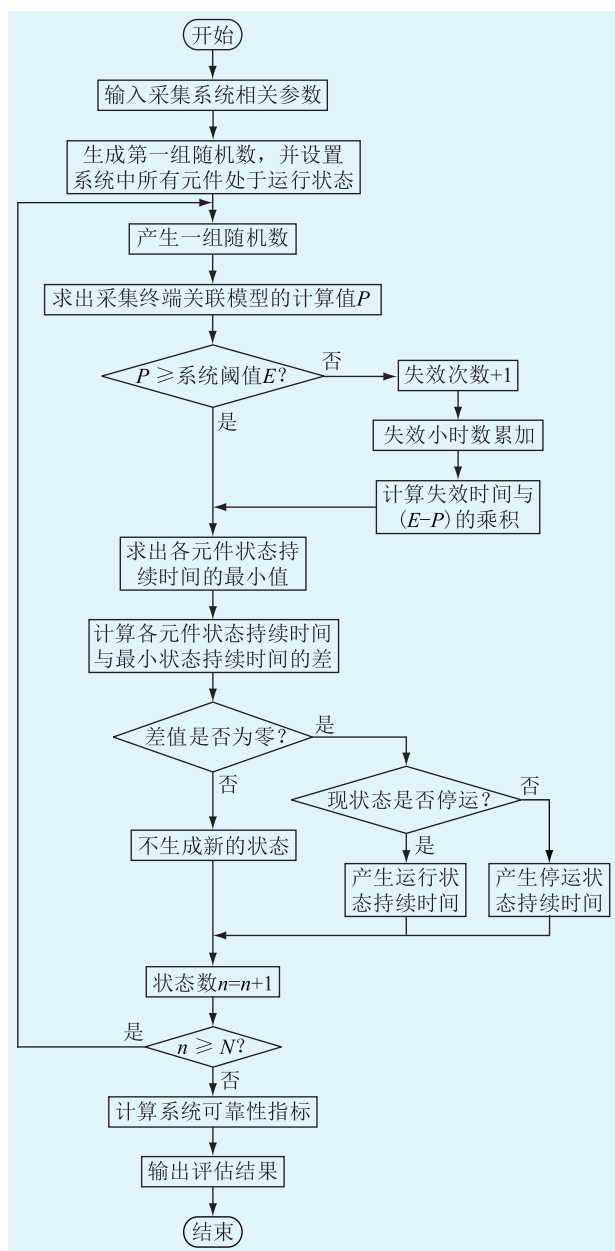 开始
输入采集系统相关参数
生成第一组随机数，并设置
系统中所有元件处于运行状态
产生一组随机数
求出采集终端关联模型的计算值P
P ≥系统阈值E?
否
失效次数+1
是
失效小时数累加
计算失效时间与
(E-P)的乘积
求出各元件状态持
续时间的最小值
计算各元件状态持续时间
与最小状态持续时间的差
差值是否为零?
是
否
现状态是否停运?
否
不生成新的状态
是
产生运行状
态持续时间
产生停运状
态持续时间
状态数n=n+1
是
n ≥ N?
否
计算系统可靠性指标
输出评估结果
结束